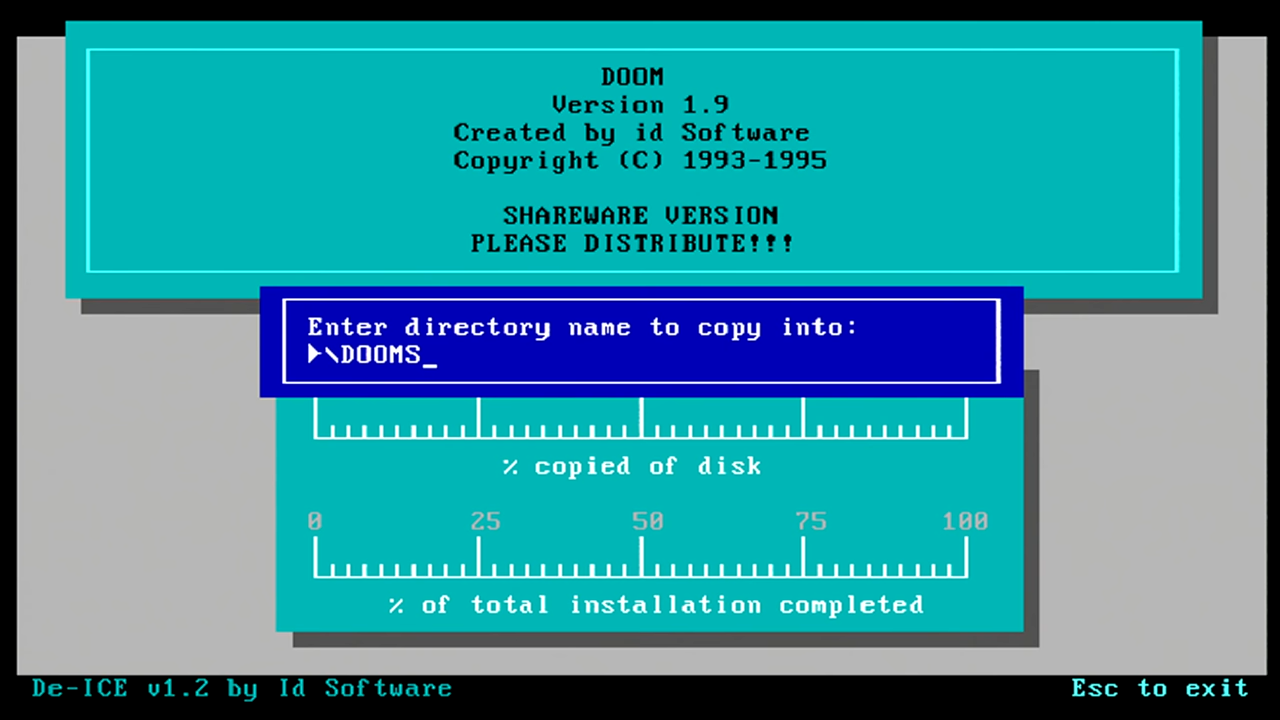 DOOM
Version 1.9
Created by id Software
Copyright (C) 1993-1995
SHAREWARE VERSION
PLEASE DISTRIBUTE!!!
Enter directory name to copy into:
►\DOOMS_
% copied of disk
0 25 50 75 100
% of total installation completed
De-ICE v1.2 by Id Software Esc to exit